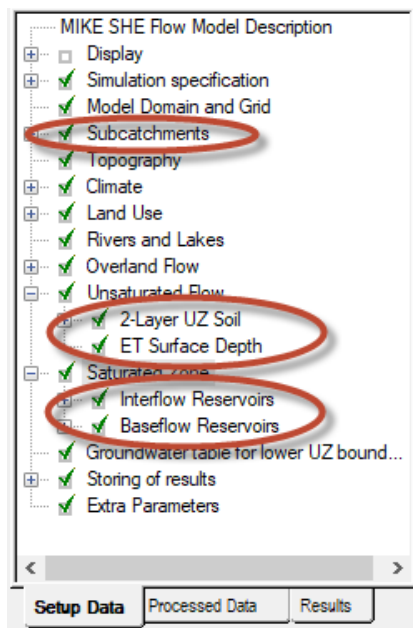 MIKE SHE Flow Model Description
Display
Simulation specification
Model Domain and Grid
Subcatchments
Topography
Climate
Land Use
Rivers and Lakes
Overland Flow
Unsaturated Flow
2-Layer UZ Soil
ET Surface Depth
Saturated Zone
Interflow Reservoirs
Baseflow Reservoirs
Groundwater table for lower UZ bound...
Storing of results
Extra Parameters
Setup Data Processed Data Results